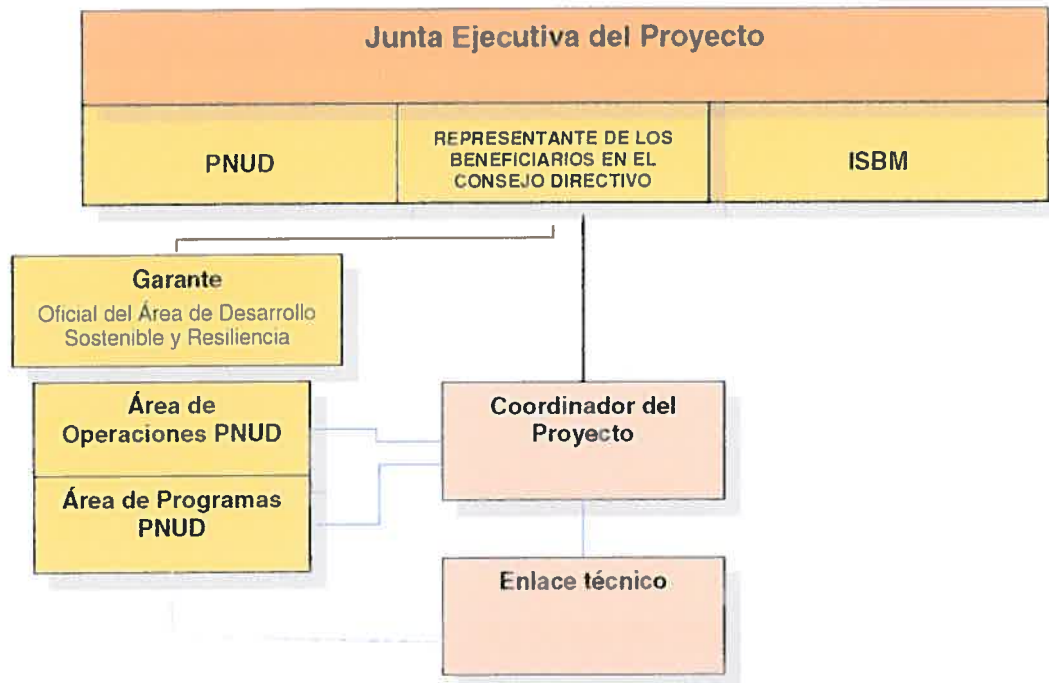 Junta Ejecutiva del Proyecto
PNUD
REPRESENTANTE DE LOS
BENEFICIARIOS EN EL
CONSEJO DIRECTIVO
ISBM
Garante
Oficial del Área de Desarrollo
Sostenible y Resiliencia
Área de
Operaciones PNUD
Área de Programas
PNUD
Coordinador del
Proyecto
Enlace técnico